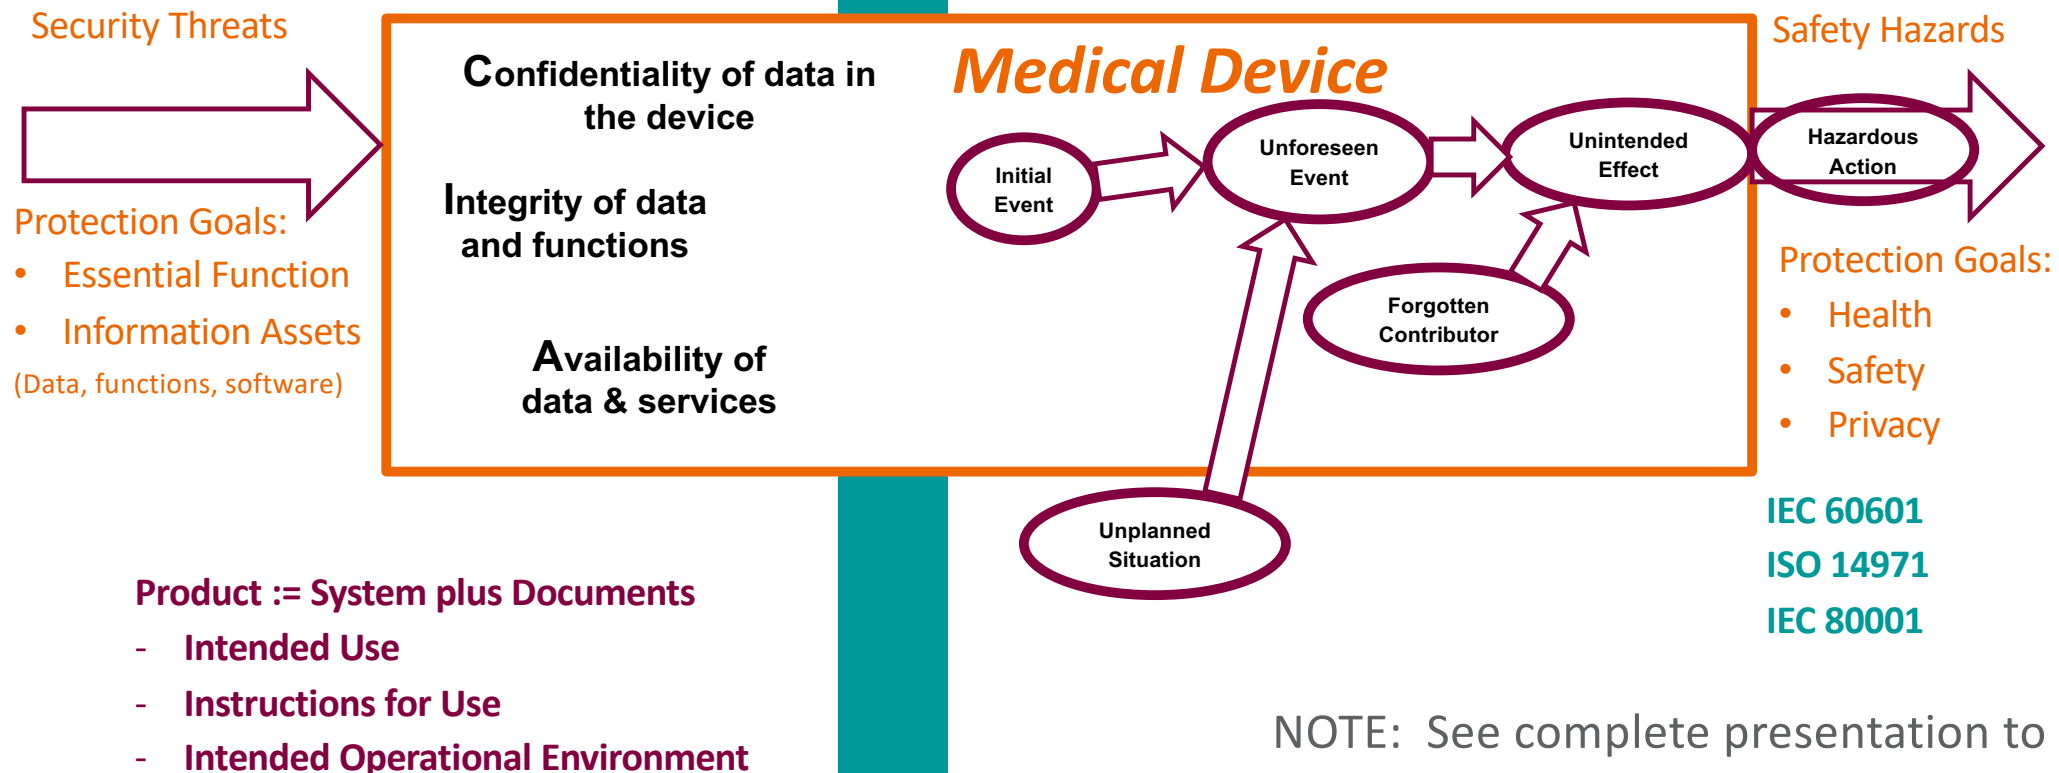 Security Threats
Protection Goals:
• Essential Function
• Information Assets
(Data, functions, software)
Confidentiality of data in
the device
Integrity of data
and functions
Availability of
data & services
Medical Device
Initial
Event
Unforeseen
Event
Unintended
Effect
Hazardous
Action
Forgotten
Contributor
Unplanned
Situation
Safety Hazards
Protection Goals:
• Health
• Safety
• Privacy
IEC 60601
ISO 14971
IEC 80001
Product := System plus Documents
- Intended Use
- Instructions for Use
- Intended Operational Environment
NOTE: See complete presentation to